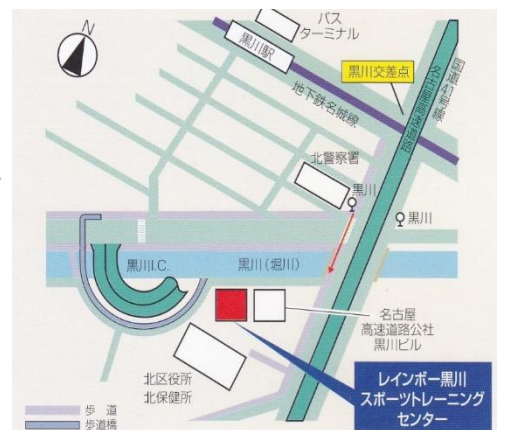 N
バス
ターミナル
黒川駅
黒川交差点
国道41号線
名古屋高速道路
地下鉄名城線
北警察署
黒川
黒川
黒川I.C.
黒川（堀川）
名古屋
高速道路公社
黒川ビル
北区役所
北保健所
レインボー黒川
スポーツトレーニング
センター
歩道
歩道橋